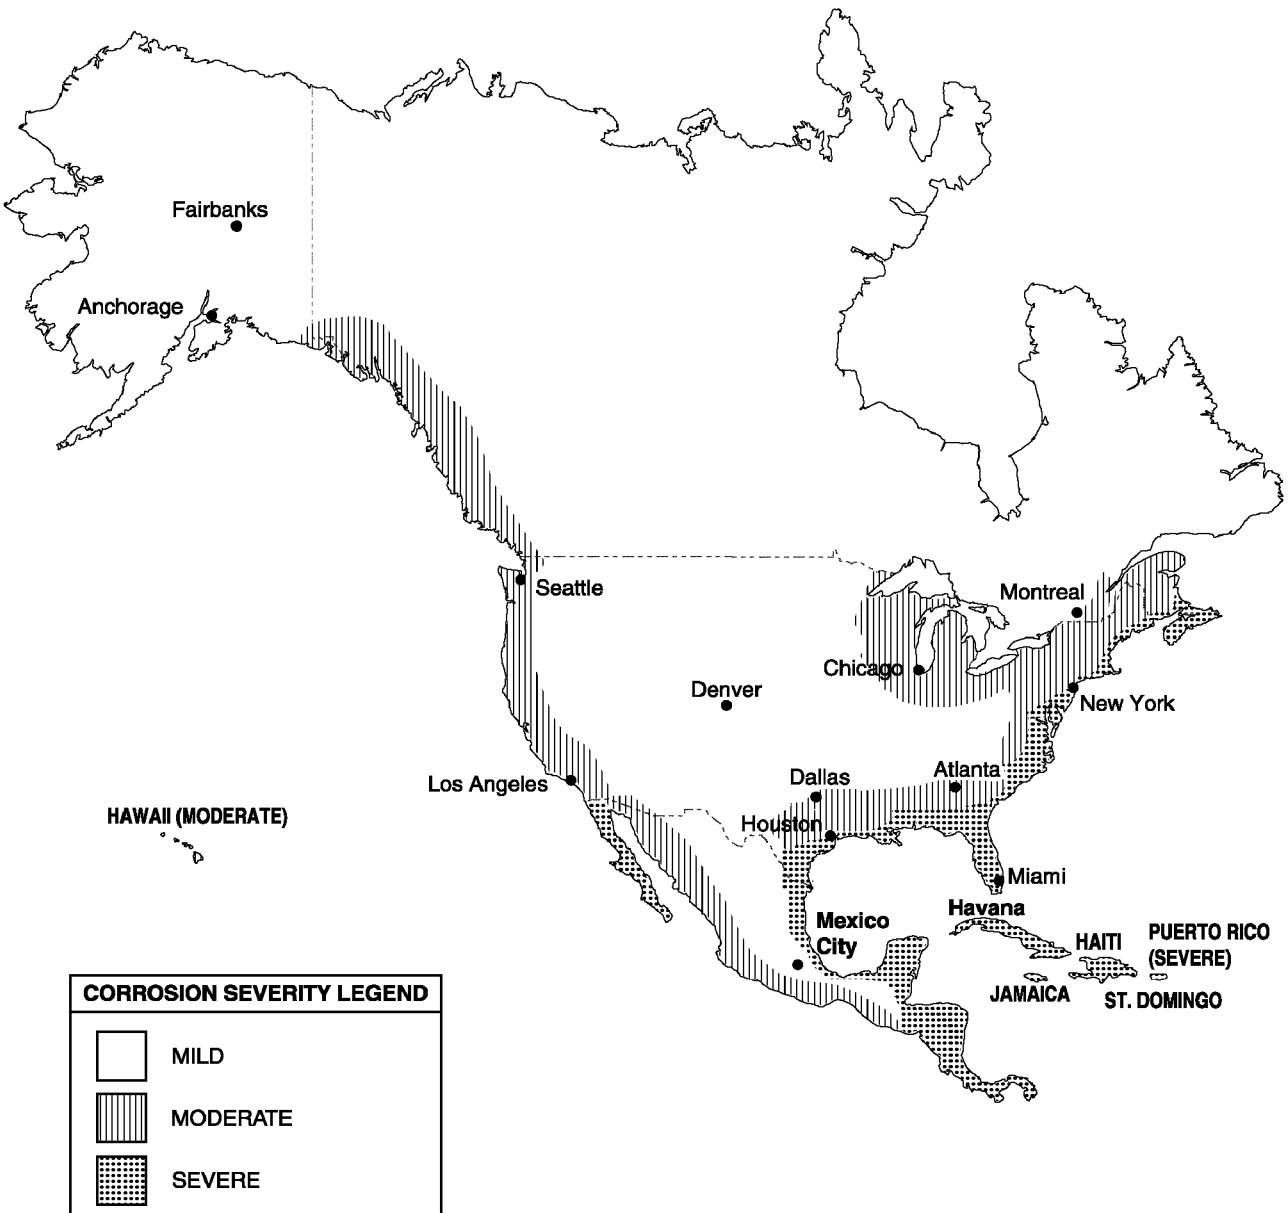 Fairbanks
Anchorage
Seattle
Montreal
Chicago
Denver
New York
Los Angeles
Dallas
Atlanta
HAWAII (MODERATE)
Houston
Miami
Havana
Mexico
City
HAITI
PUERTO RICO
(SEVERE)
JAMAICA
ST. DOMINGO
CORROSION SEVERITY LEGEND
MILD
MODERATE
SEVERE